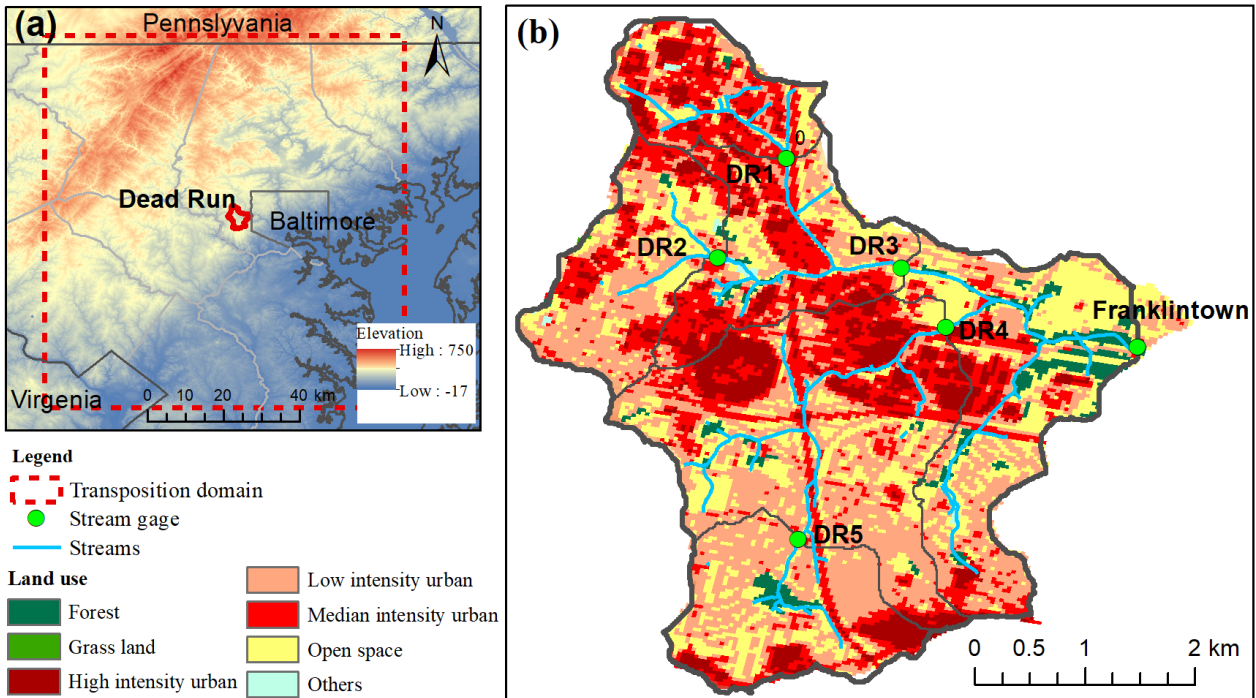 (a)
Pennslyvania
N
Dead Run
Baltimore
Elevation
High : 750
Low : -17
Virgenia
0 10 20 40 km
Legend
Transposition domain
Stream gage
Streams
Land use
Forest
Grass land
High intensity urban
Low intensity urban
Median intensity urban
Open space
Others
(b)
0
DR1
DR2
DR3
Franklintown
DR4
DR5
0 0.5 1 2 km